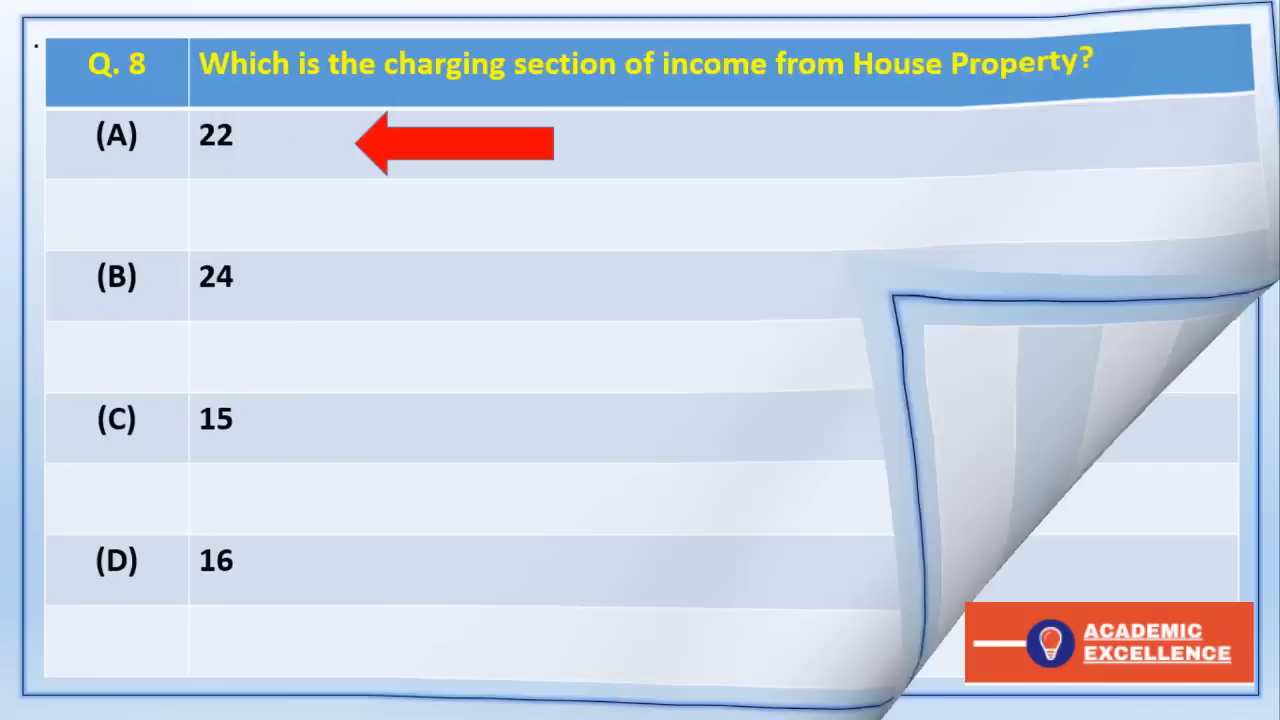 Q. 8 Which is the charging section of income from House Property?
(A) 22
(B) 24
(C) 15
(D) 16
ACADEMIC
EXCELLENCE